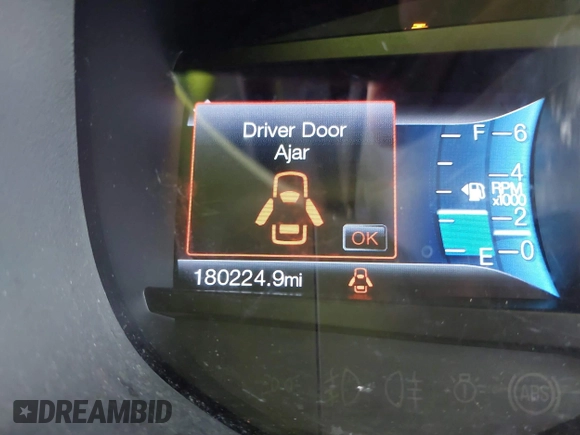 Driver Door
Ajar
OK
180224.9mi
F
E
6
4
RPM
x1000
2
0
ABS
DREAMBID